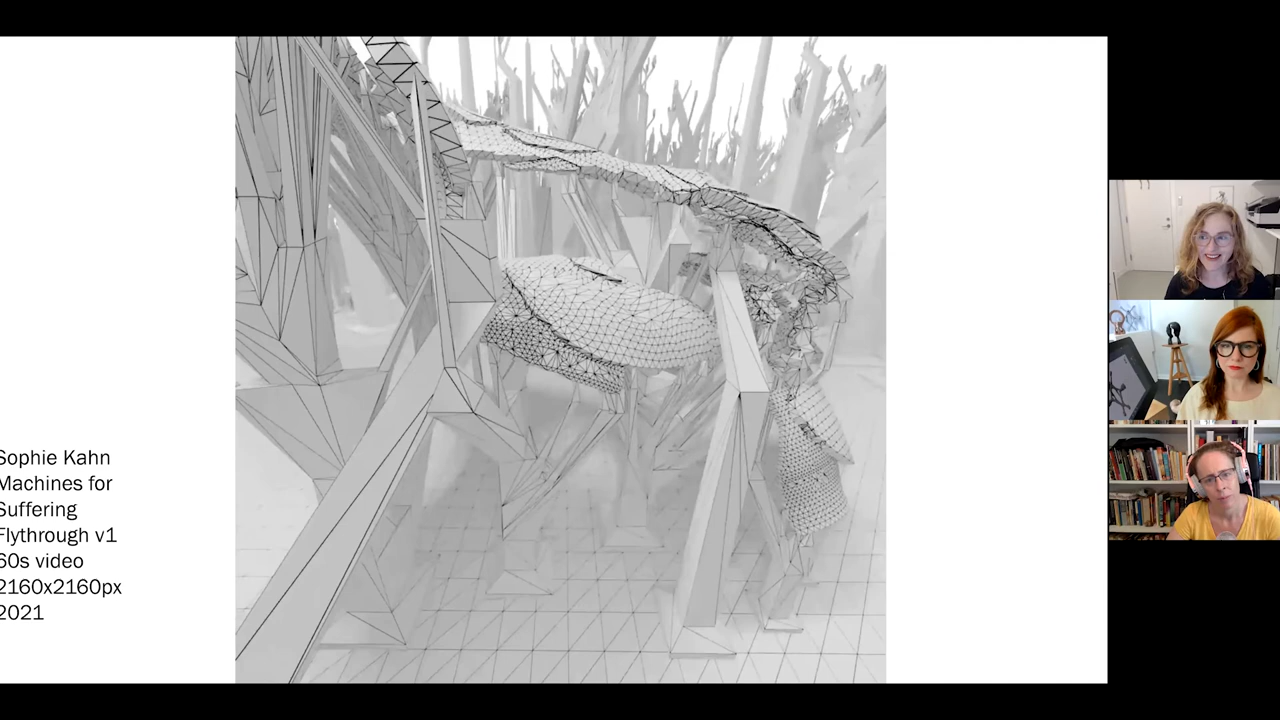 Sophie Kahn
Machines for
Suffering
Flythrough v1
60s video
2160x2160px
2021